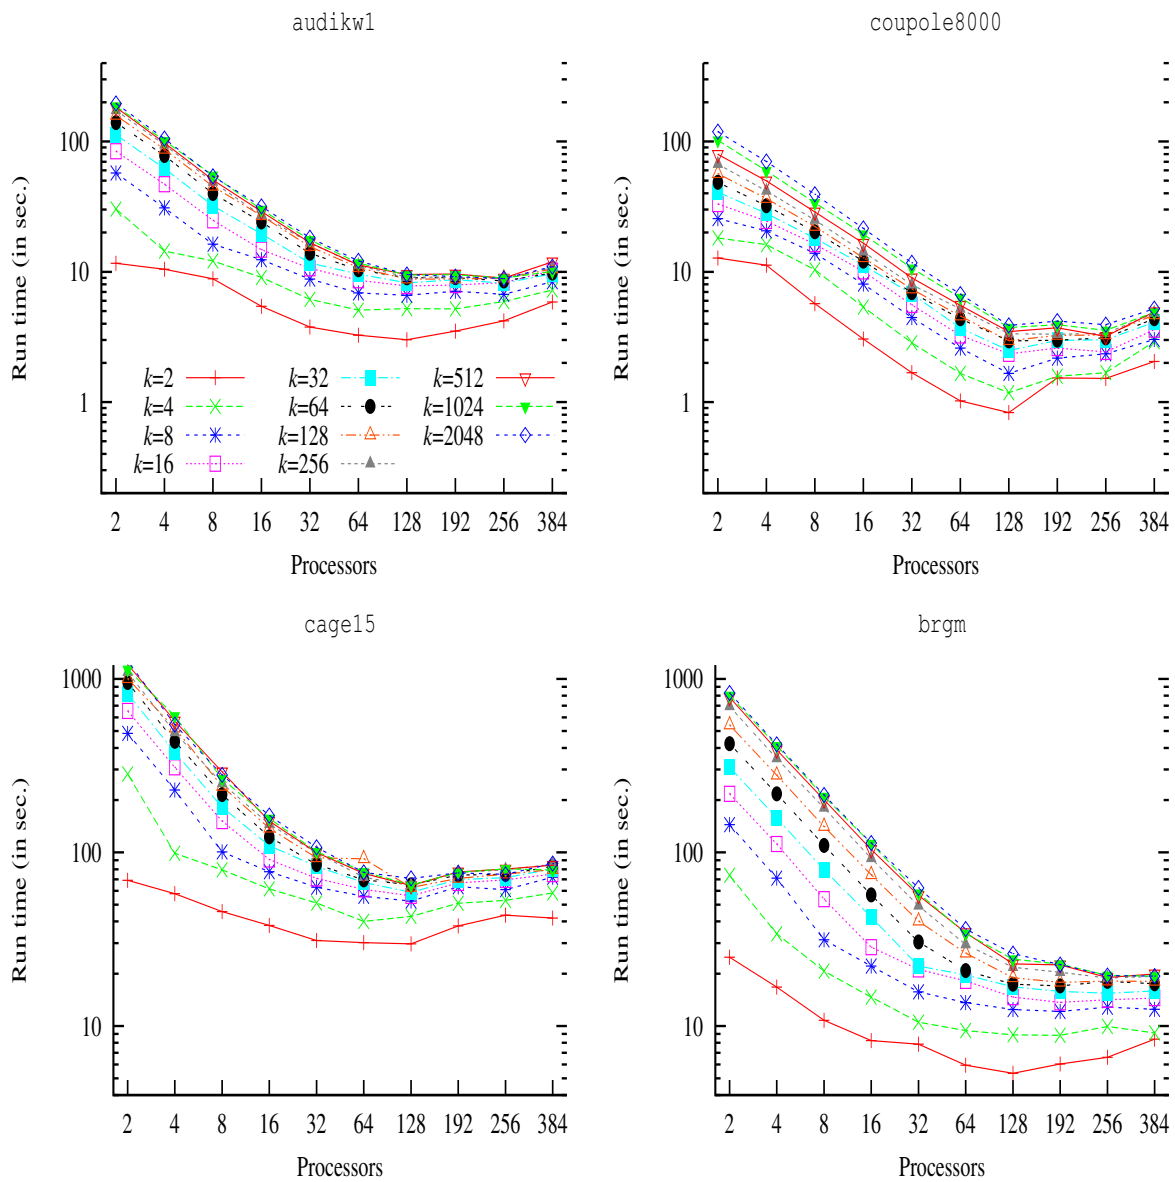 audikw1
coupole8000
Run time (in sec.)
100
10
1
k=2
k=4
k=8
k=16
k=32
k=64
k=128
k=256
k=512
k=1024
k=2048
2 4 8 16 32 64 128 192 256 384
Processors
Run time (in sec.)
100
10
1
2 4 8 16 32 64 128 192 256 384
Processors
cage15
brgm
Run time (in sec.)
1000
100
10
2 4 8 16 32 64 128 192 256 384
Processors
Run time (in sec.)
1000
100
10
2 4 8 16 32 64 128 192 256 384
Processors